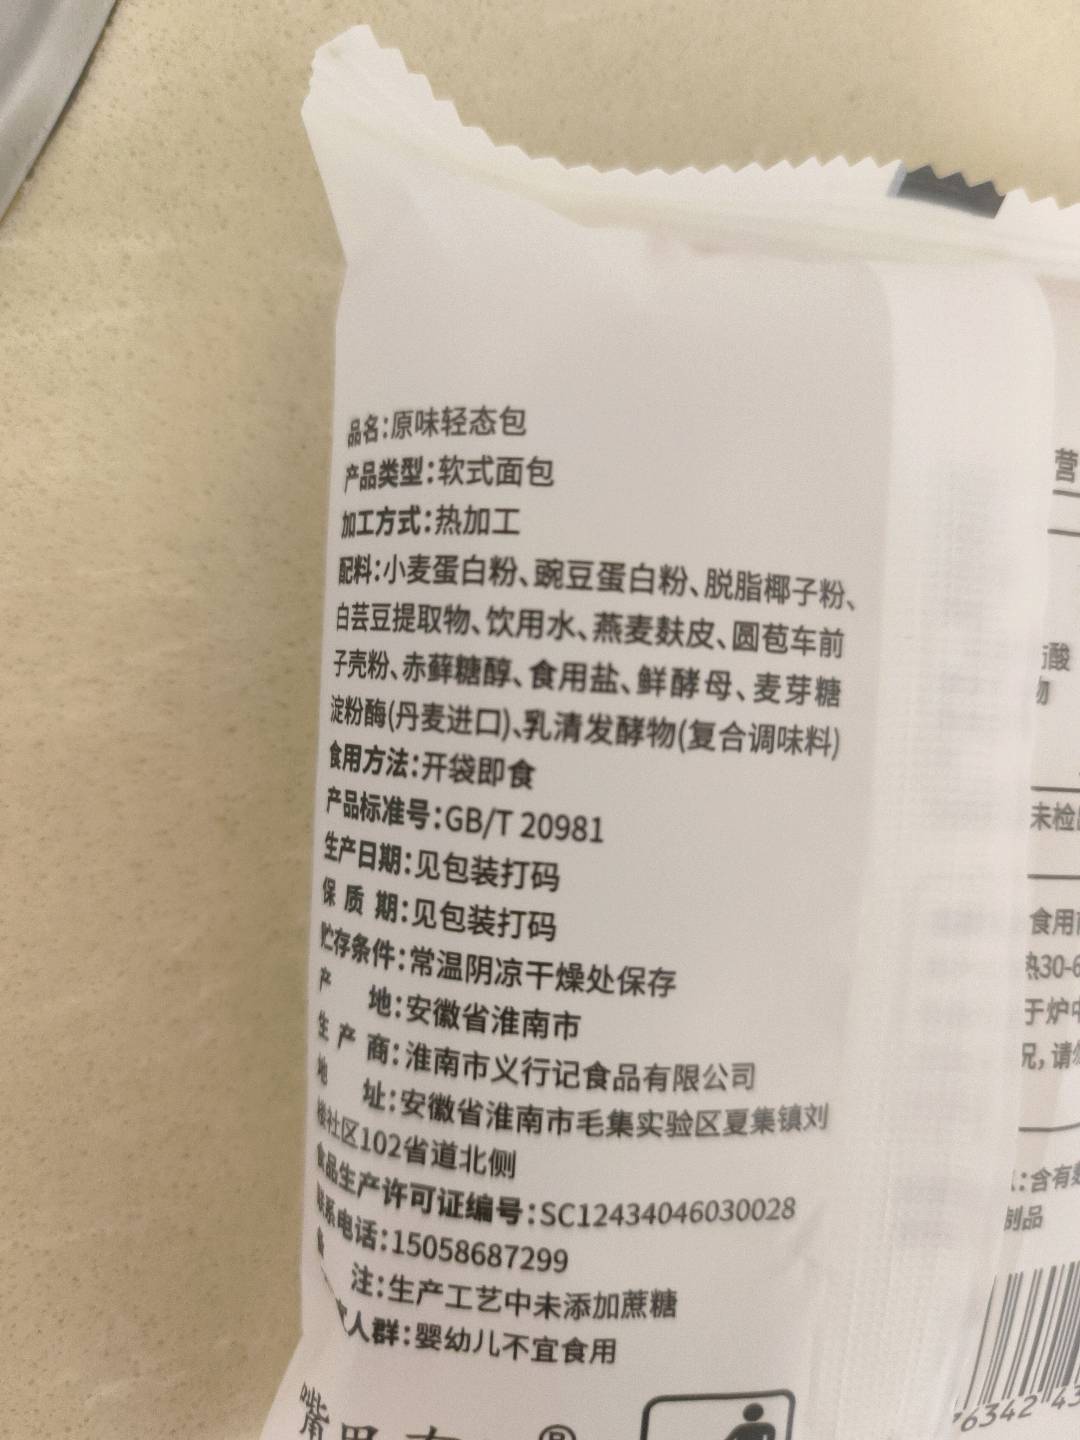 品名:原味轻态包
产品类型:软式面包
加工方式:热加工
配料:小麦蛋白粉、豌豆蛋白粉、脱脂椰子粉、
白芸豆提取物、饮用水、燕麦麸皮、圆苞车前
子壳粉、赤藓糖醇、食用盐、鲜酵母、麦芽糖
淀粉酶(丹麦进口)、乳清发酵物(复合调味料)
食用方法:开袋即食
产品标准号:GB/T 20981
生产日期:见包装打码
保 质 期:见包装打码
贮存条件:常温阴凉干燥处保存
产 地:安徽省淮南市
生 产 商:淮南市义行记食品有限公司
地 址:安徽省淮南市毛集实验区夏集镇刘
楼社区102省道北侧
食品生产许可证编号:SC12434046030028
联系电话:15058687299
注:生产工艺中未添加蔗糖
人群:婴幼儿不宜食用
嘴里有
®
营
酸
物
未检
食用
热30-6
于炉中
况,请
:含有
制品
6342 43